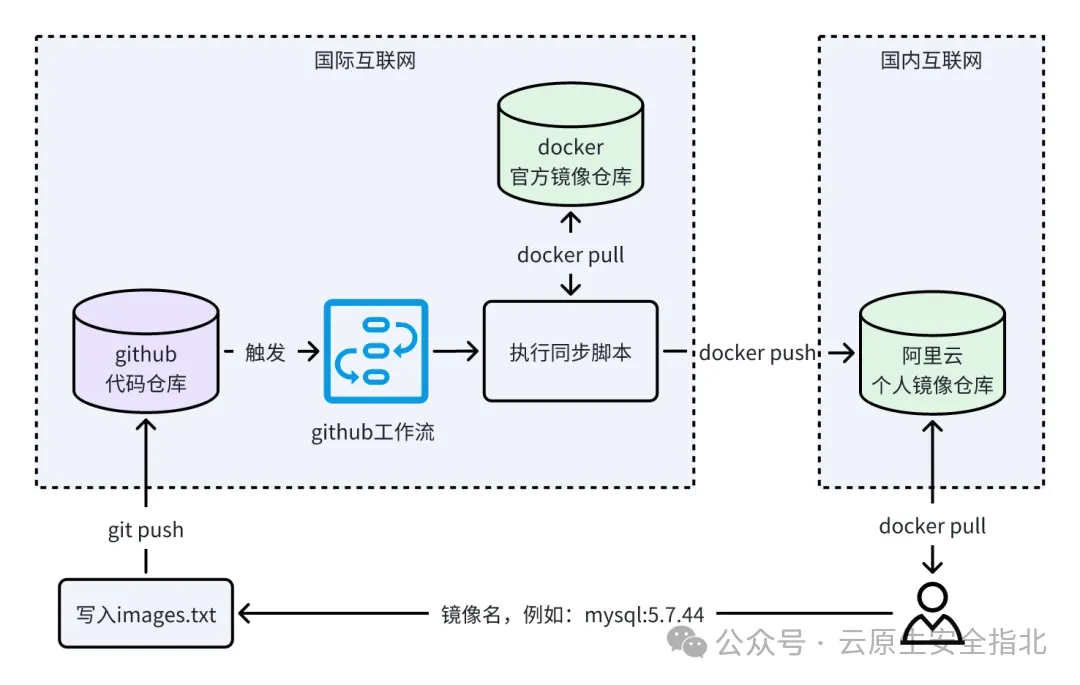 国际互联网
国内互联网
docker
官方镜像仓库
docker pull
github
代码仓库
触发
github工作流
执行同步脚本
docker push
阿里云
个人镜像仓库
git push
docker pull
写入images.txt
镜像名，例如：mysql:5.7.44
公众号 · 云原生安全指北